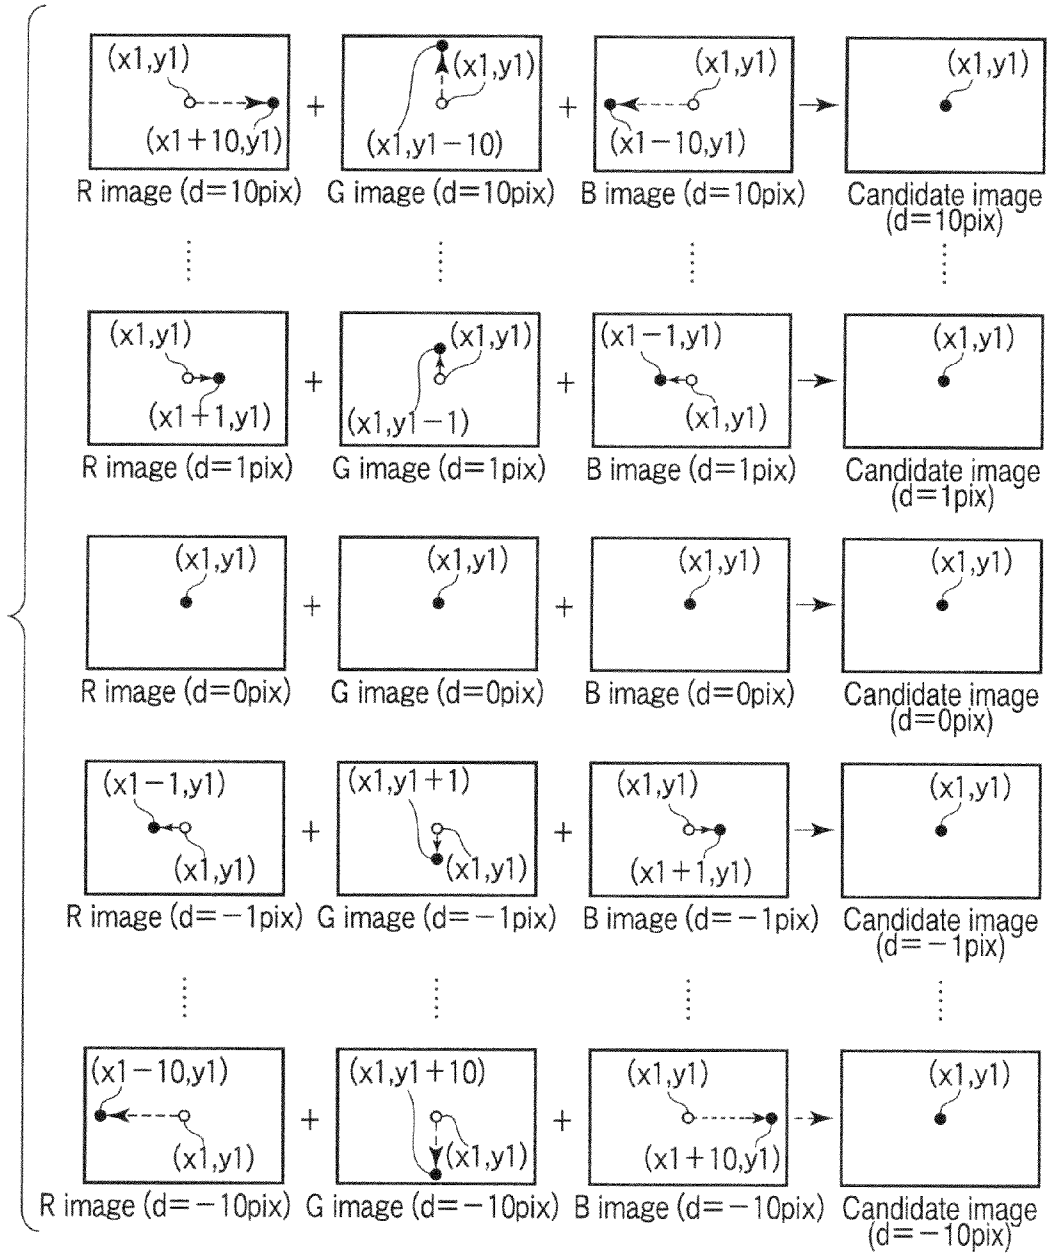 (x1,y1)
(x1+10,y1)
R image (d=10pix)
+
(x1,y1)
(x1,y1-10)
G image (d=10pix)
+
(x1,y1)
(x1-10,y1)
B image (d=10pix)
(x1,y1)
Candidate image
(d=10pix)
(x1,y1)
(x1+1,y1)
R image (d=1pix)
+
(x1,y1)
(x1,y1-1)
G image (d=1pix)
+
(x1-1,y1)
(x1,y1)
B image (d=1pix)
(x1,y1)
Candidate image
(d=1pix)
(x1,y1)
R image (d=0pix)
+
(x1,y1)
G image (d=0pix)
+
(x1,y1)
B image (d=0pix)
(x1,y1)
Candidate image
(d=0pix)
(x1-1,y1)
(x1,y1)
R image (d=-1pix)
+
(x1,y1+1)
(x1,y1)
G image (d=-1pix)
+
(x1,y1)
(x1+1,y1)
B image (d=-1pix)
(x1,y1)
Candidate image
(d=-1pix)
(x1-10,y1)
(x1,y1)
R image (d=-10pix)
+
(x1,y1+10)
(x1,y1)
G image (d=-10pix)
+
(x1,y1)
(x1+10,y1)
B image (d=-10pix)
(x1,y1)
Candidate image
(d=-10pix)